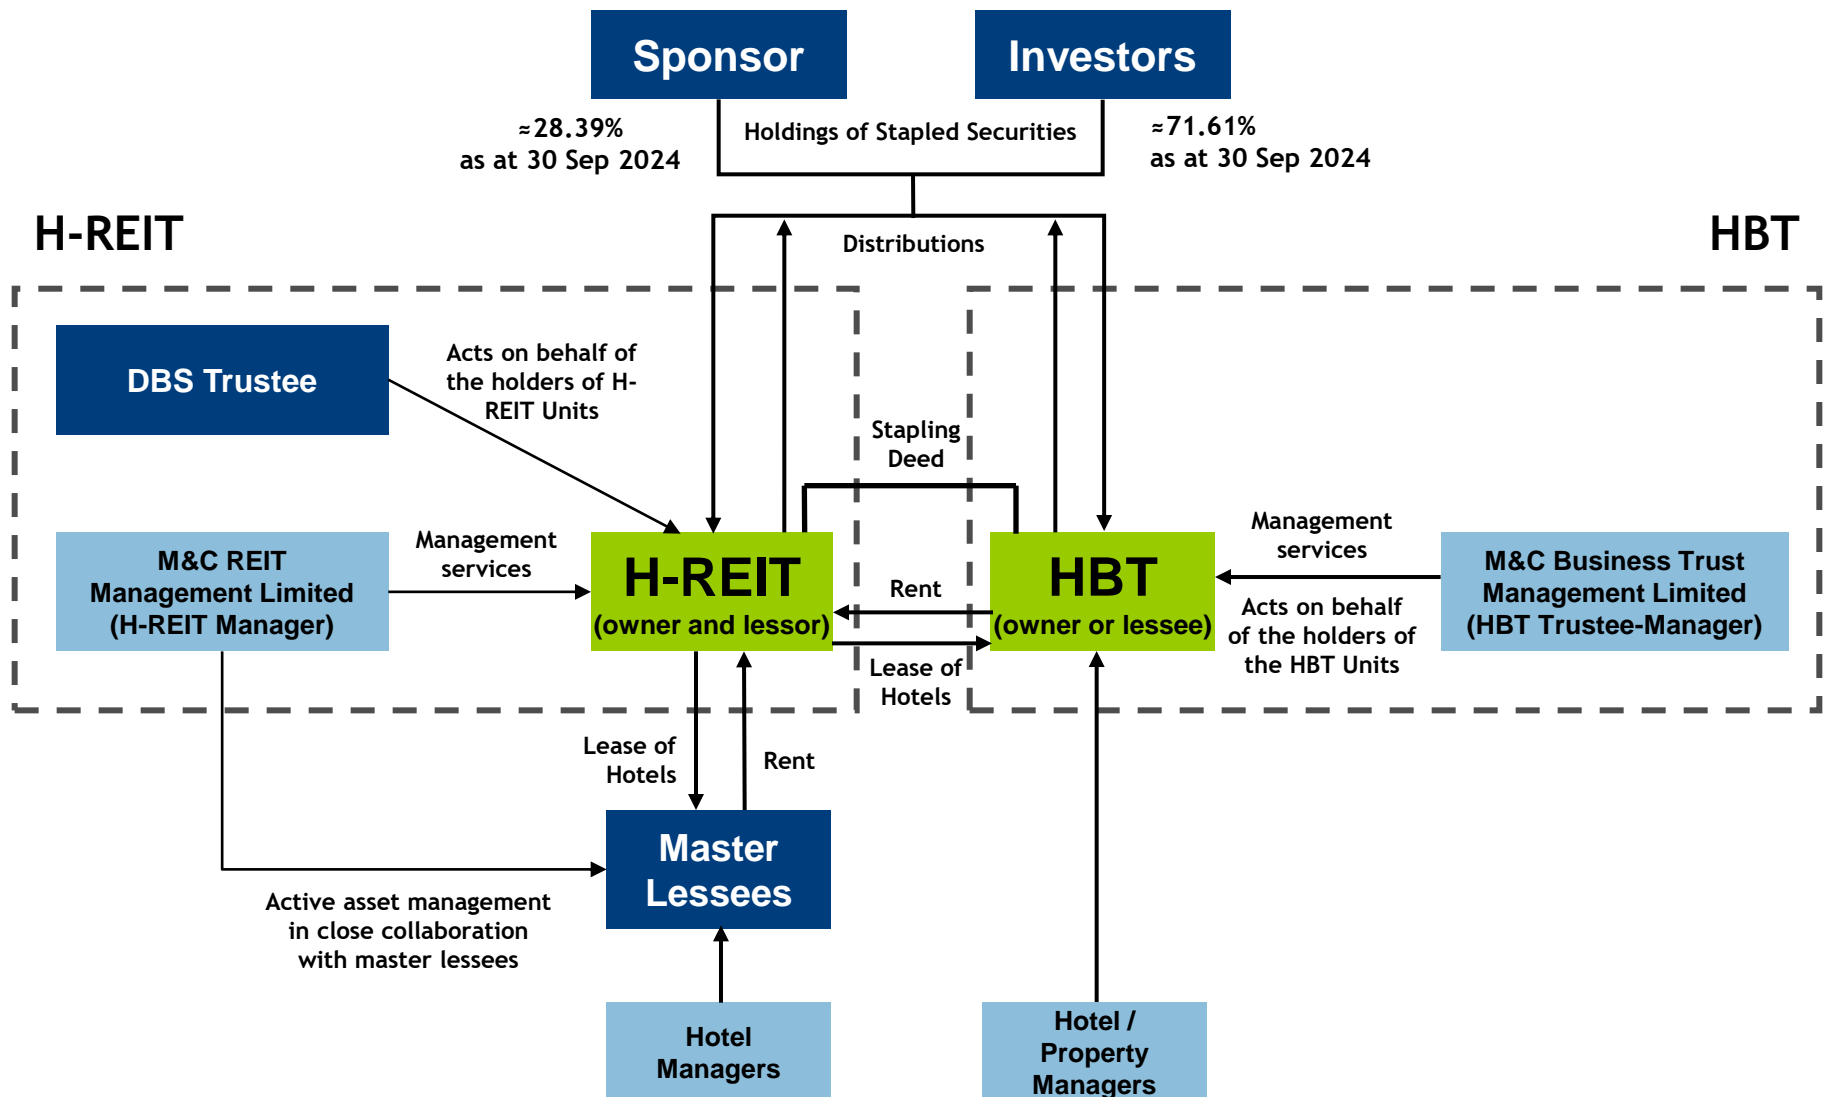 Sponsor
Investors
≈28.39%
as at 30 Sep 2024
Holdings of Stapled Securities
≈71.61%
as at 30 Sep 2024
H-REIT
Distributions
HBT
DBS Trustee
Acts on behalf of
the holders of H-
REIT Units
Stapling
Deed
M&C REIT
Management Limited
(H-REIT Manager)
Management
services
H-REIT
(owner and lessor)
Rent
Lease of
Hotels
HBT
(owner or lessee)
Management
services
Acts on behalf
of the holders of
the HBT Units
M&C Business Trust
Management Limited
(HBT Trustee-Manager)
Lease of
Hotels
Rent
Master
Lessees
Active asset management
in close collaboration
with master lessees
Hotel
Managers
Hotel /
Property
Managers